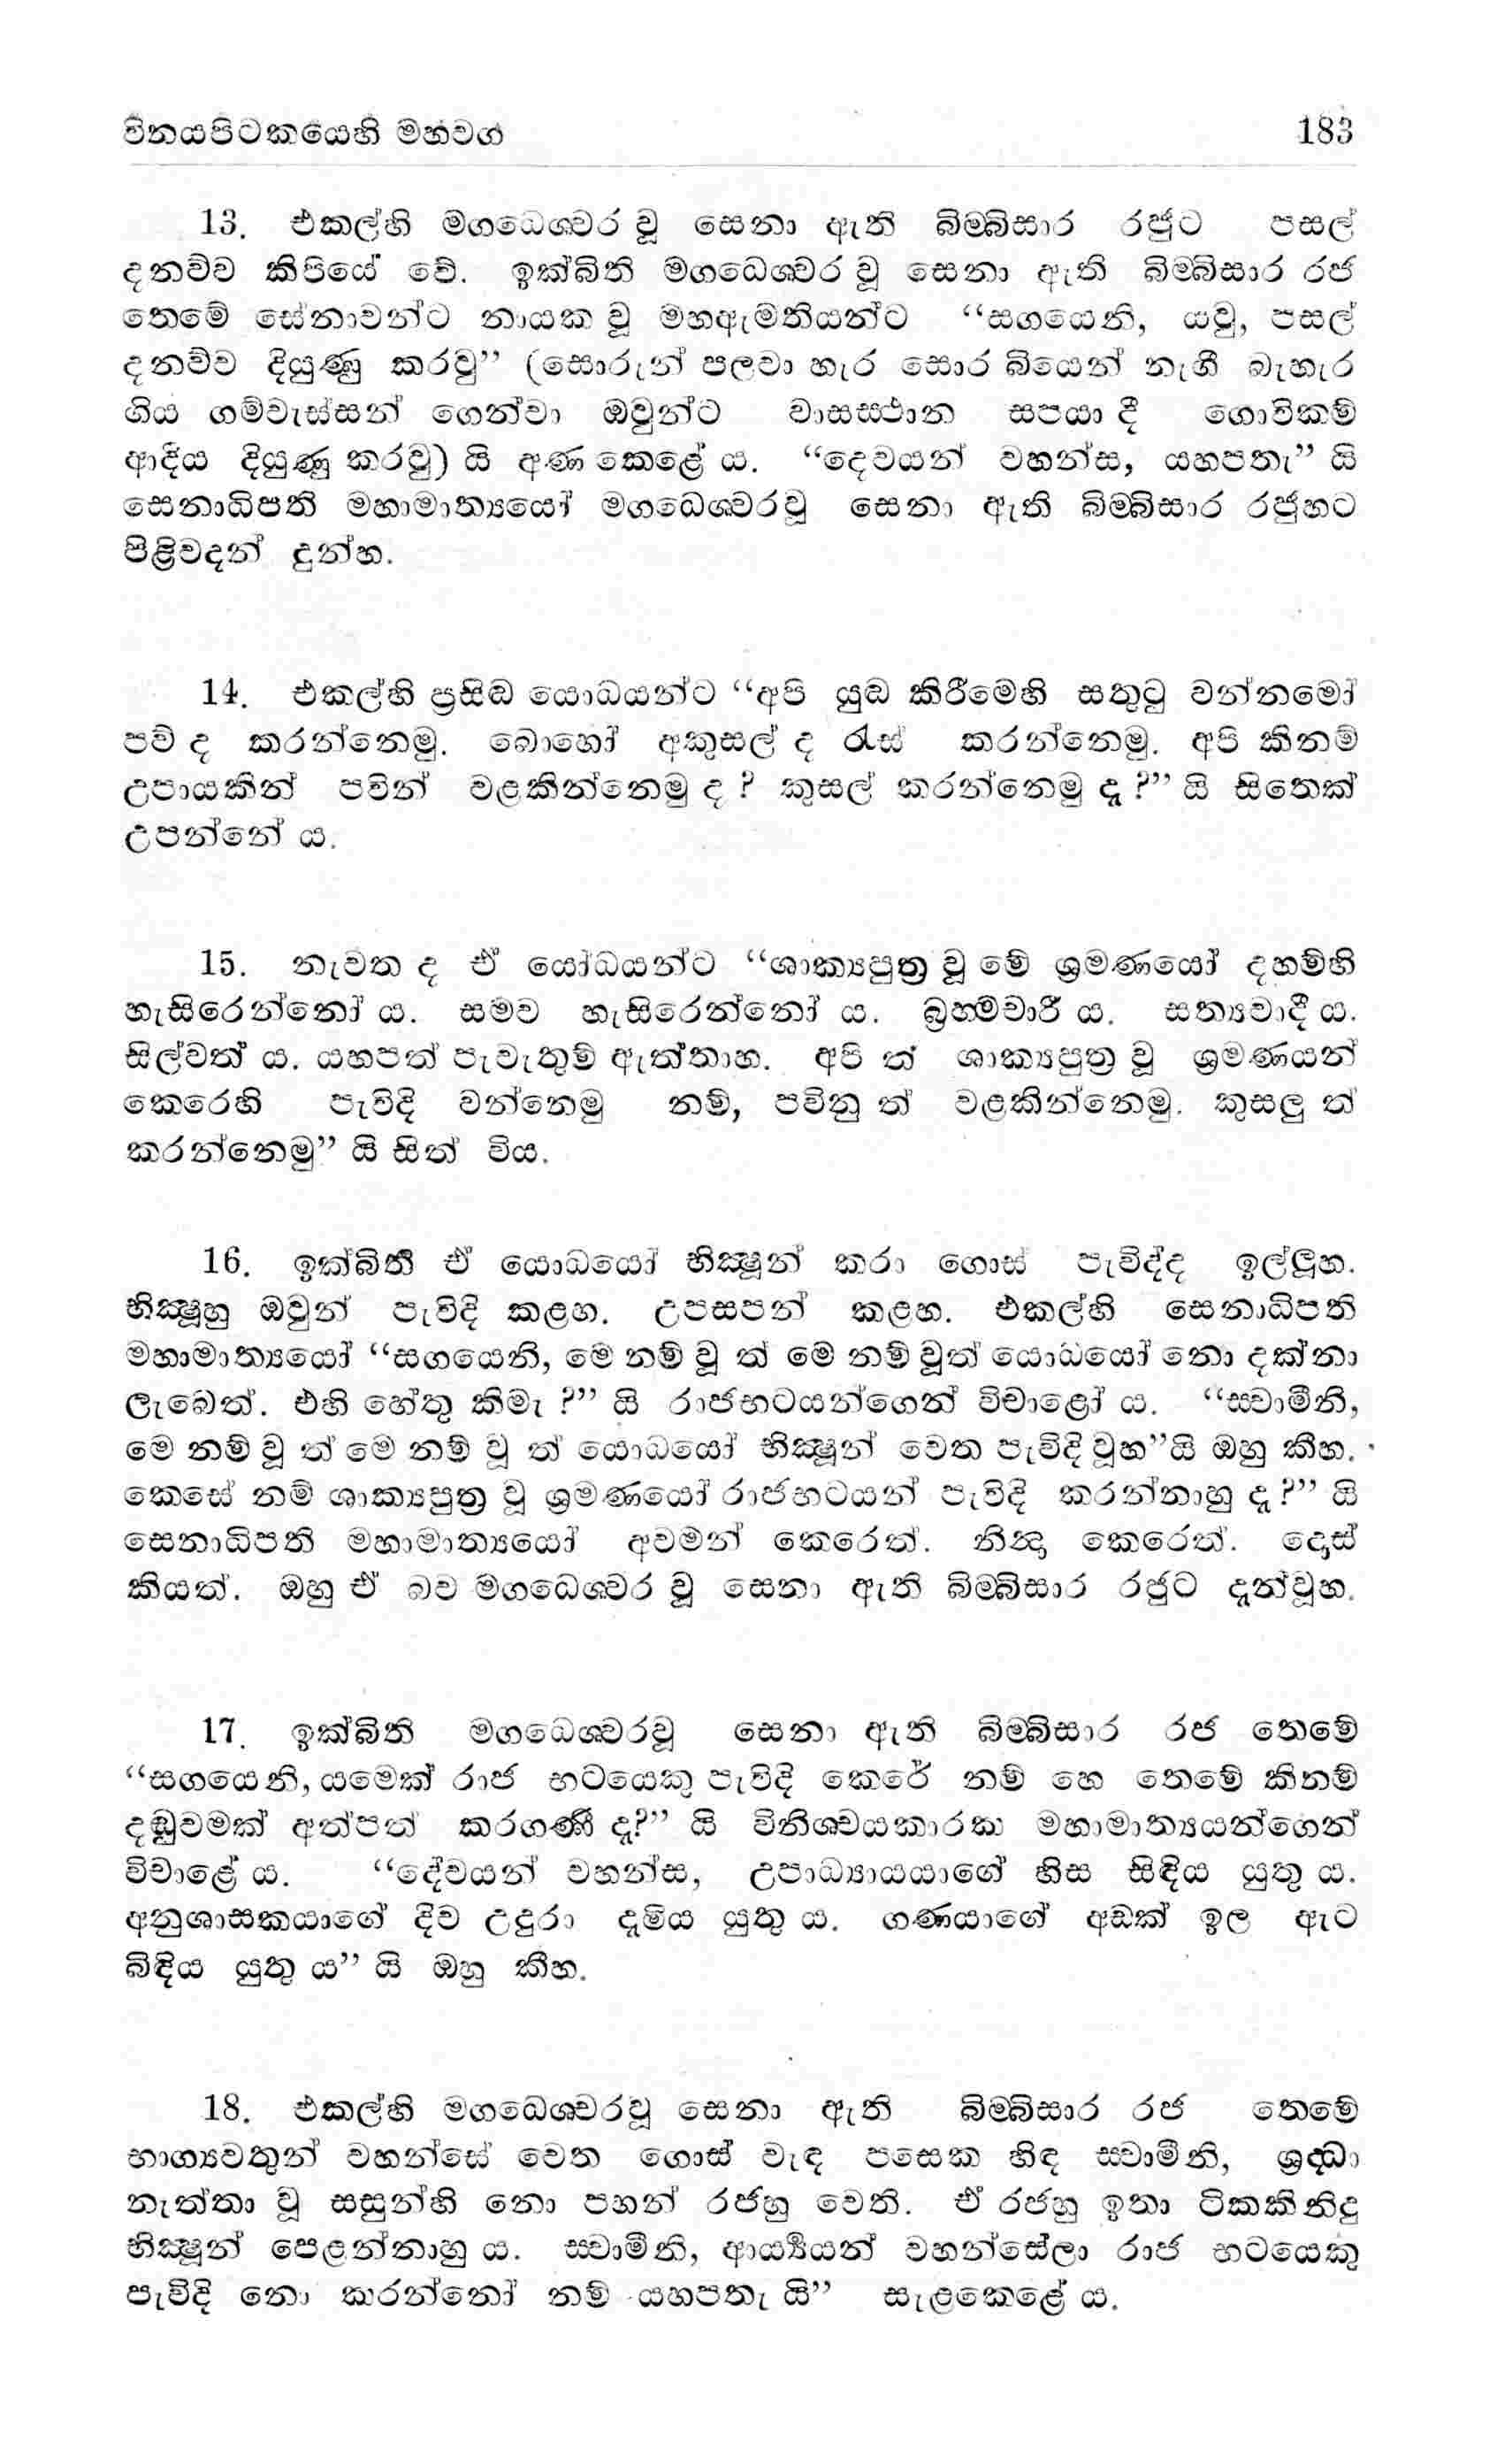 විනයපිටකයෙහි මහවග 183
13. එකල්හි මගධෙශ්වර වූ සෙනා ඇති බිම්බිසාර රජුට පසල්
දනව්ව කිපියේ වේ. ඉක්බිති මගධෙශ්වර වූ සෙනා ඇති බිම්බිසාර රජ
තෙමේ සේනාවන්ට නායක වූ මහඇමතියන්ට “සගයෙනි, යවු, පසල්
දනව්ව දියුණු කරවු” (සොරුන් පලවා හැර සොර බියෙන් නැගී බැහැර
ගිය ගම්වැස්සන් ගෙන්වා ඔවුන්ට වාසස්ථාන සපයා දී ගොවිකම්
ආදිය දියුණු කරවු) යි අණ කෙළේ ය. “දෙවයන් වහන්ස, යහපතැ” යි
සෙනාධිපති මහාමාත්‍යයෝ මගධෙශ්වරවූ සෙනා ඇති බිම්බිසාර රජුහට
පිළිවදන් දුන්හ.
14. එකල්හි ප්‍රසිද්ධ යොධයන්ට “අපි යුද්ධ කිරීමෙහි සතුටු වන්නමෝ
පව් ද කරන්නෙමු. බොහෝ අකුසල් ද රැස් කරන්නෙමු. අපි කිනම්
උපායකින් පවින් වළකින්නෙමු ද? කුසල් කරන්නෙමු දැ?” යි සිතෙක්
උපන්නේ ය.
15. නැවත ද ඒ යෝධයන්ට “ශාක්‍යපුත්‍ර වූ මේ ශ්‍රමණයෝ දහම්හි
හැසිරෙන්නෝ ය. සමව හැසිරෙන්නෝ ය. බ්‍රහ්මචාරී ය. සත්‍යවාදී ය.
සිල්වත් ය. යහපත් පැවැතුම් ඇත්තාහ. අපි ත් ශාක්‍යපුත්‍ර වූ ශ්‍රමණයන්
කෙරෙහි පැවිදි වන්නෙමු නම්, පවිනු ත් වළකින්නෙමු. කුසලු ත්
කරන්නෙමු” යි සිත් විය.
16. ඉක්බිති ඒ යොධයෝ භික්ෂූන් කරා ගොස් පැවිද්ද ඉල්ලූහ.
භික්ෂූහු ඔවුන් පැවිදි කළහ. උපසපන් කළහ. එකල්හි සෙනාධිපති
මහාමාත්‍යයෝ “සගයෙනි, මෙ නම් වූ ත් මෙ නම් වූත් යොධයෝ නො දක්නා
ලැබෙත්. එහි හේතු කිමැ?” යි රාජභටයන්ගෙන් විචාළෝ ය. “ස්වාමීනි,
මෙ නම් වූ ත් මෙ නම් වූ ත් යොධයෝ භික්ෂූන් වෙත පැවිදි වූහ”යි ඔහු කීහ.
කෙසේ නම් ශාක්‍යපුත්‍ර වූ ශ්‍රමණයෝ රාජභටයන් පැවිදි කරන්නාහු දැ?” යි
සෙනාධිපති මහාමාත්‍යයෝ අවමන් කෙරෙත්. නින්දා කෙරෙත්. දොස්
කියත්. ඔහු ඒ බව මගධෙශ්වර වූ සෙනා ඇති බිම්බිසාර රජුට දැන්වූහ.
17. ඉක්බිති මගධෙශ්වරවූ සෙනා ඇති බිම්බිසාර රජ තෙමේ
“සගයෙනි, යමෙක් රාජ භටයෙකු පැවිදි කෙරේ නම් හෙ තෙමේ කිනම්
දඬුවමක් අත්පත් කරගණී දැ?” යි විනිශ්චයකාරක මහාමාත්‍යයන්ගෙන්
විචාළේ ය. “දේවයන් වහන්ස, උපාධ්‍යායයාගේ හිස සිඳිය යුතු ය.
අනුශාසකයාගේ දිව උදුරා දැමිය යුතු ය. ගණයාගේ අඩක් ඉල ඇට
බිඳිය යුතු ය” යි ඔහු කීහ.
18. එකල්හි මගධෙශ්වරවූ සෙනා ඇති බිම්බිසාර රජ තෙමේ
භාග්‍යවතුන් වහන්සේ වෙත ගොස් වැඳ පසෙක හිඳ ස්වාමීනි, ශ්‍රද්ධා
නැත්තා වූ සසුන්හි නො පහන් රජහු වෙති. ඒ රජහු ඉතා ටිකකිනිදු
භික්ෂූන් පෙළන්නාහු ය. ස්වාමීනි, ආර්‍ය්‍යයන් වහන්සේලා රාජ භටයෙකු
පැවිදි නො කරන්නෝ නම් යහපතැ යි” සැළකෙළේ ය.